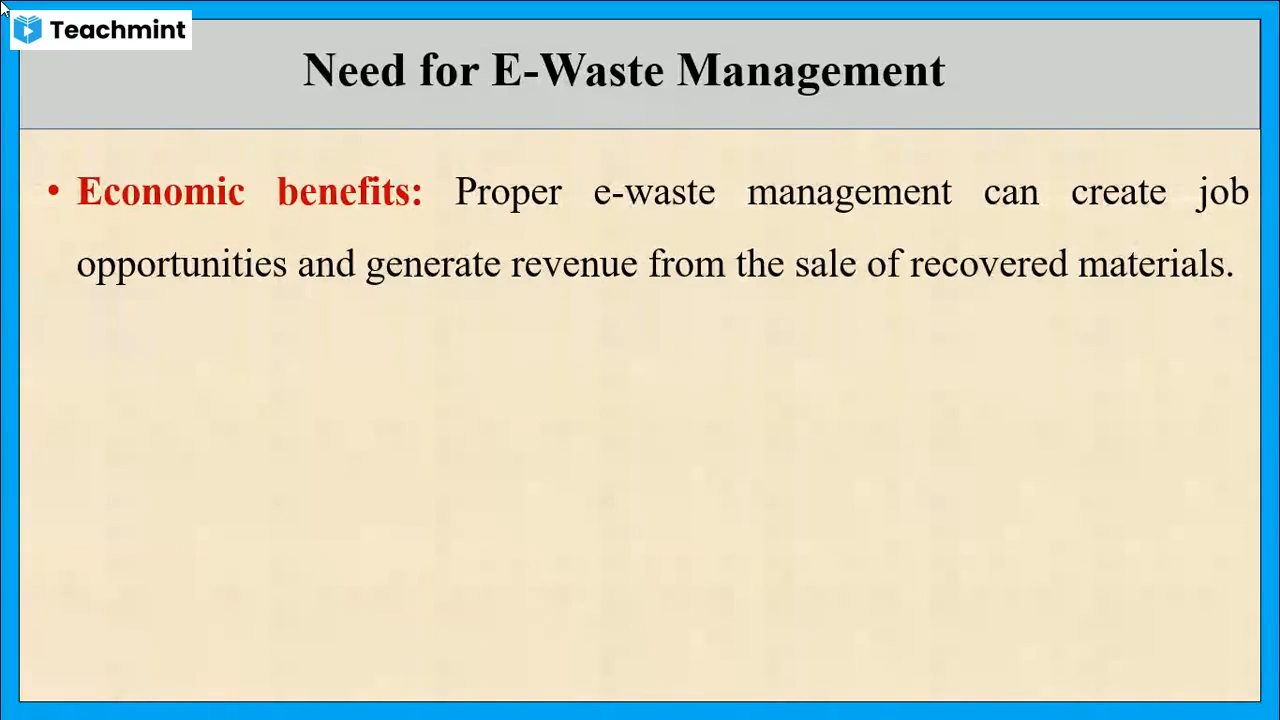 Teachmint
Need for E-Waste Management
• Economic benefits: Proper e-waste management can create job
opportunities and generate revenue from the sale of recovered materials.